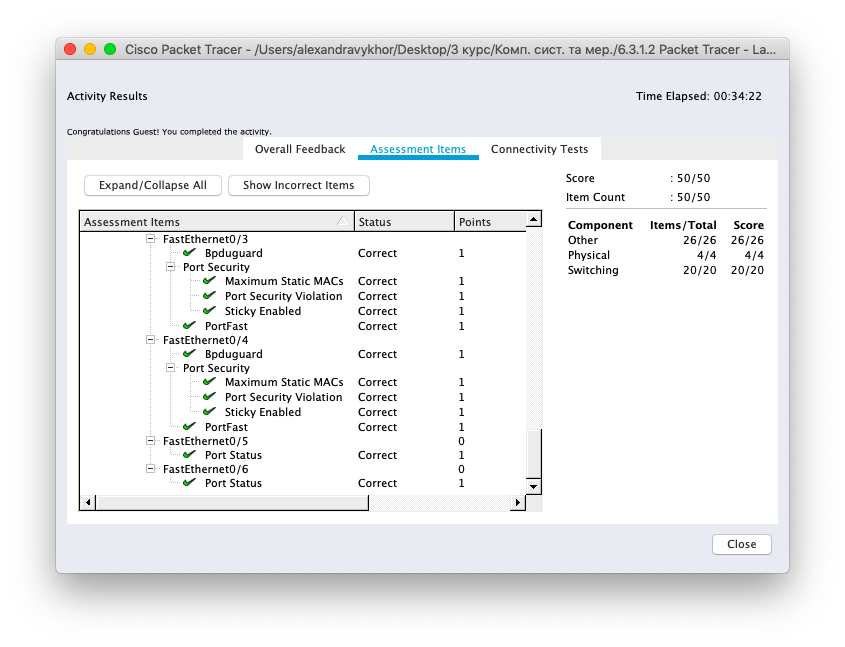 Cisco Packet Tracer - /Users/alexandravykhor/Desktop/3 курс/Комп. сист. та мер./6.3.1.2 Packet Tracer - La...
Activity Results
Time Elapsed: 00:34:22
Congratulations Guest! You completed the activity.
Overall Feedback Assessment Items Connectivity Tests
Expand/Collapse All Show Incorrect Items
Assessment Items Status Points
FastEthernet0/3
Bpduguard Correct 1
Port Security
Maximum Static MACs Correct 1
Port Security Violation Correct 1
Sticky Enabled Correct 1
PortFast Correct 1
FastEthernet0/4
Bpduguard Correct 1
Port Security
Maximum Static MACs Correct 1
Port Security Violation Correct 1
Sticky Enabled Correct 1
PortFast Correct 1
FastEthernet0/5 0
Port Status Correct 1
FastEthernet0/6 0
Port Status Correct 1
Score : 50/50
Item Count : 50/50
Component Items/Total Score
Other 26/26 26/26
Physical 4/4 4/4
Switching 20/20 20/20
Close